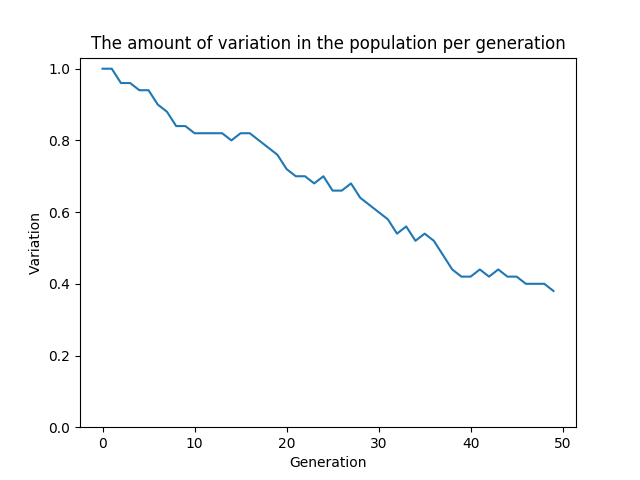 The amount of variation in the population per generation
1.0
0.8
0.6
0.4
0.2
0.0
Variation
0 10 20 30 40 50
Generation